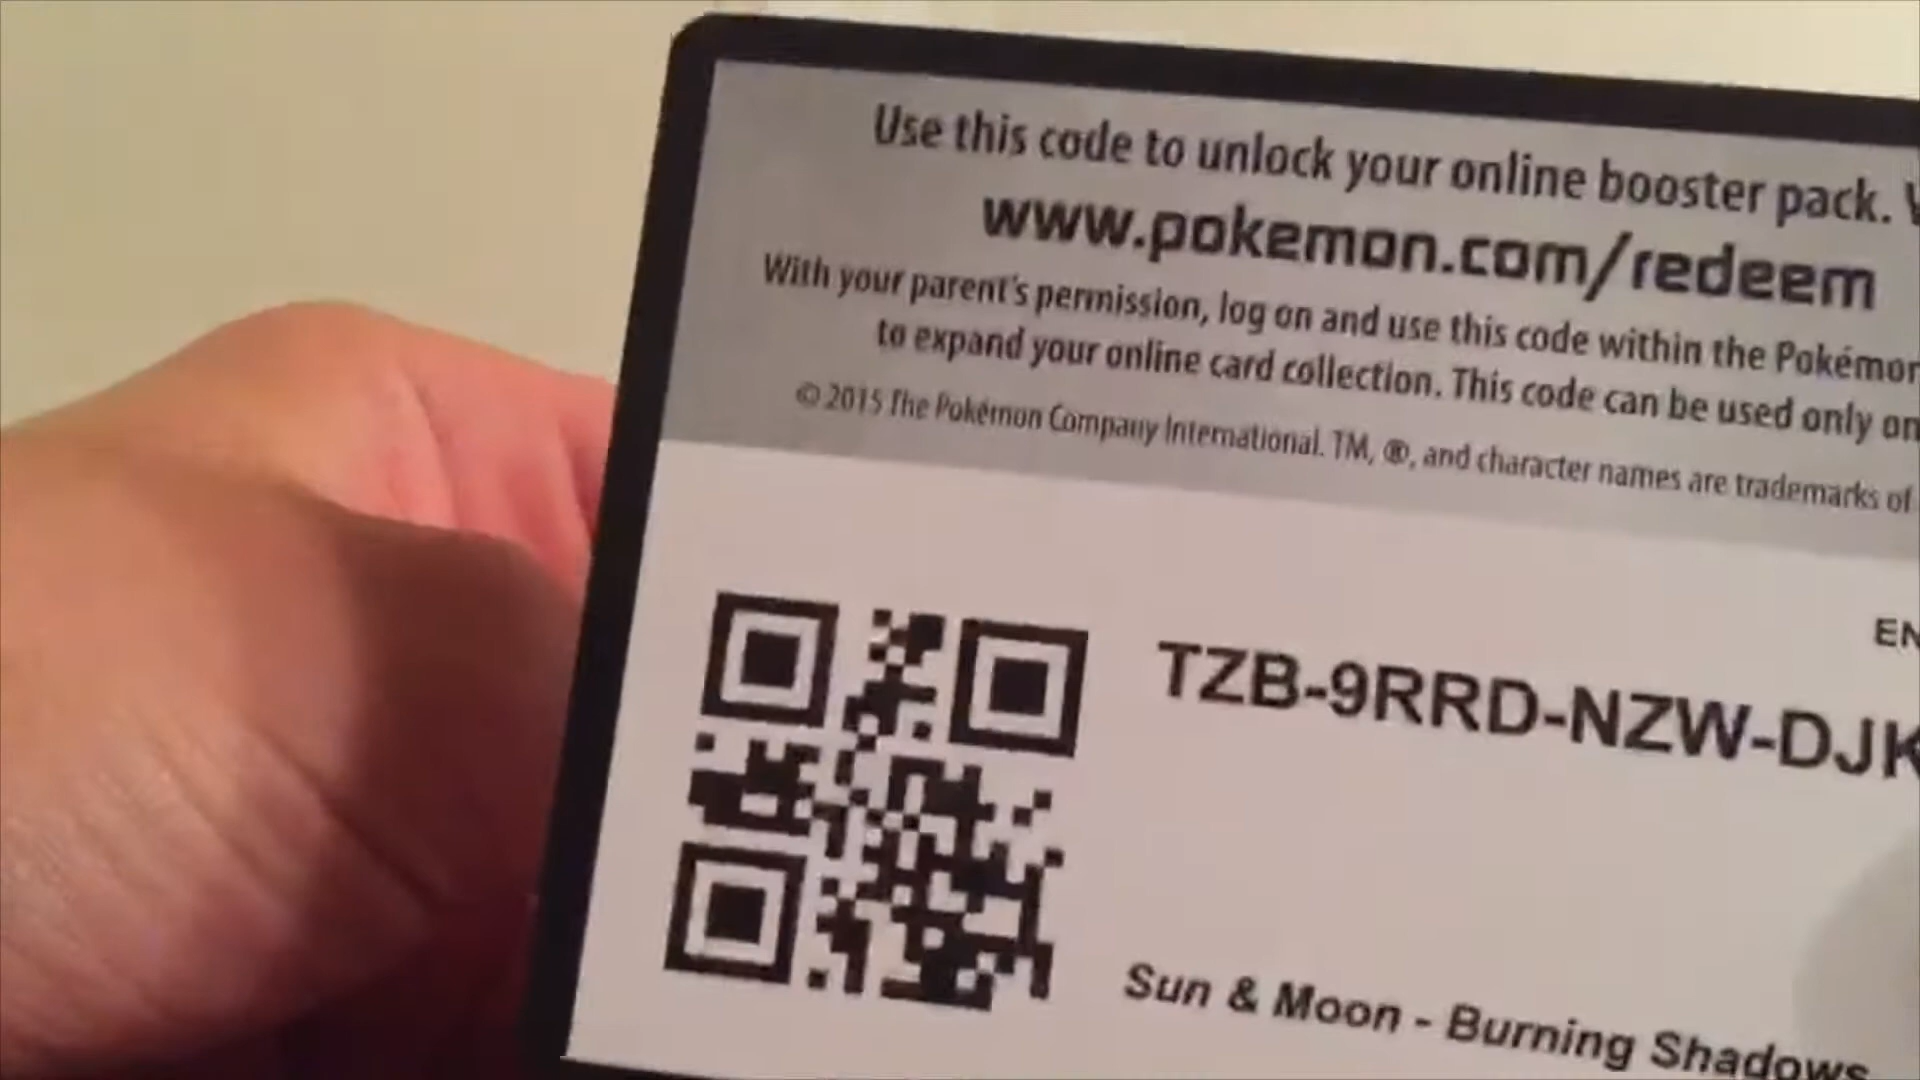 Use this code to unlock your online booster pack.
www.pokemon.com/redeem
With your parent's permission, log on and use this code within the Pokémon
to expand your online card collection. This code can be used only on
© 2015 The Pokémon Company International. TM, ®, and character names are trademarks of
EN
TZB-9RRD-NZW-DJK
Sun & Moon - Burning Shadows